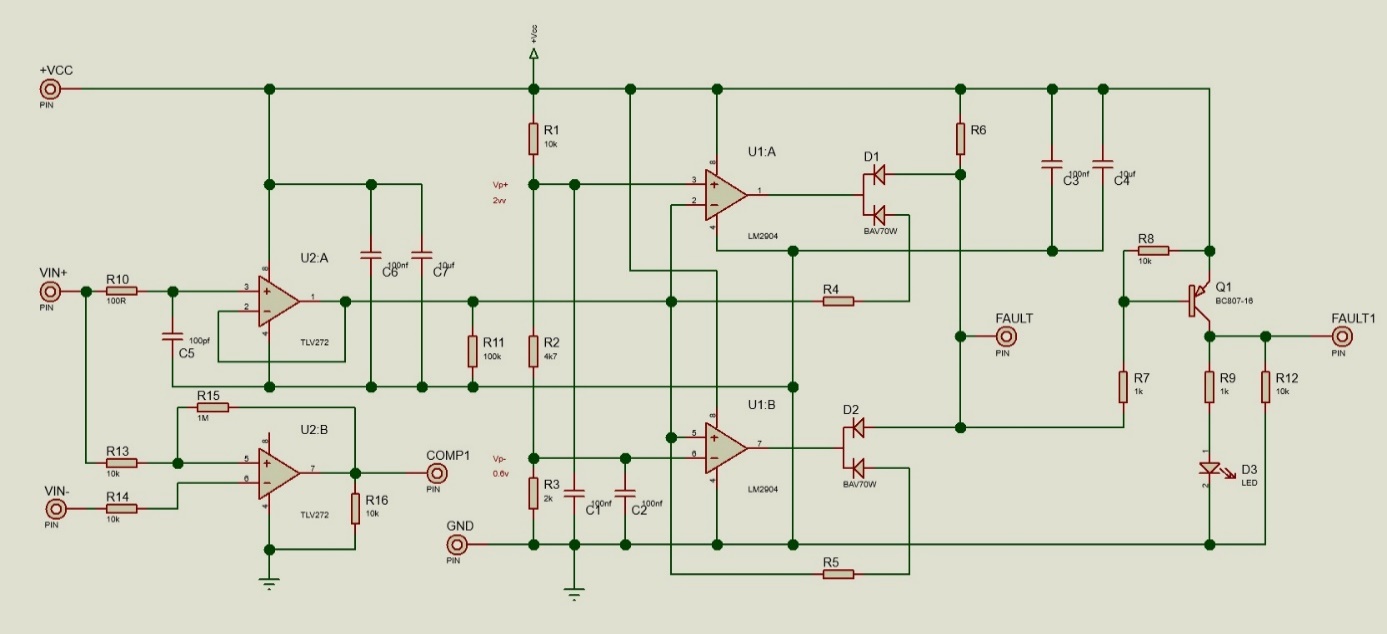 +Vcc
+VCC
PIN
R1
10k
R6
U1:A
D1
C3
100nf
C4
10uf
8
3
2
1
4
Vp+
2vv
LM2904
BAV70W
R8
10k
U2:A
C6
100nf
C7
10uf
VIN+
PIN
R10
100R
8
3
2
1
4
TLV272
C5
100pf
R4
Q1
BC807-16
FAULT
PIN
FAULT1
PIN
R11
100k
R2
4k7
R7
1k
R9
1k
R12
10k
R15
1M
U1:B
D2
U2:B
8
5
6
7
4
LM2904
BAV70W
R13
10k
8
5
6
7
4
TLV272
COMP1
PIN
Vp-
0.6v
R3
2k
C1
100nf
C2
100nf
1
2
D3
LED
VIN-
PIN
R14
10k
R16
10k
GND
PIN
R5